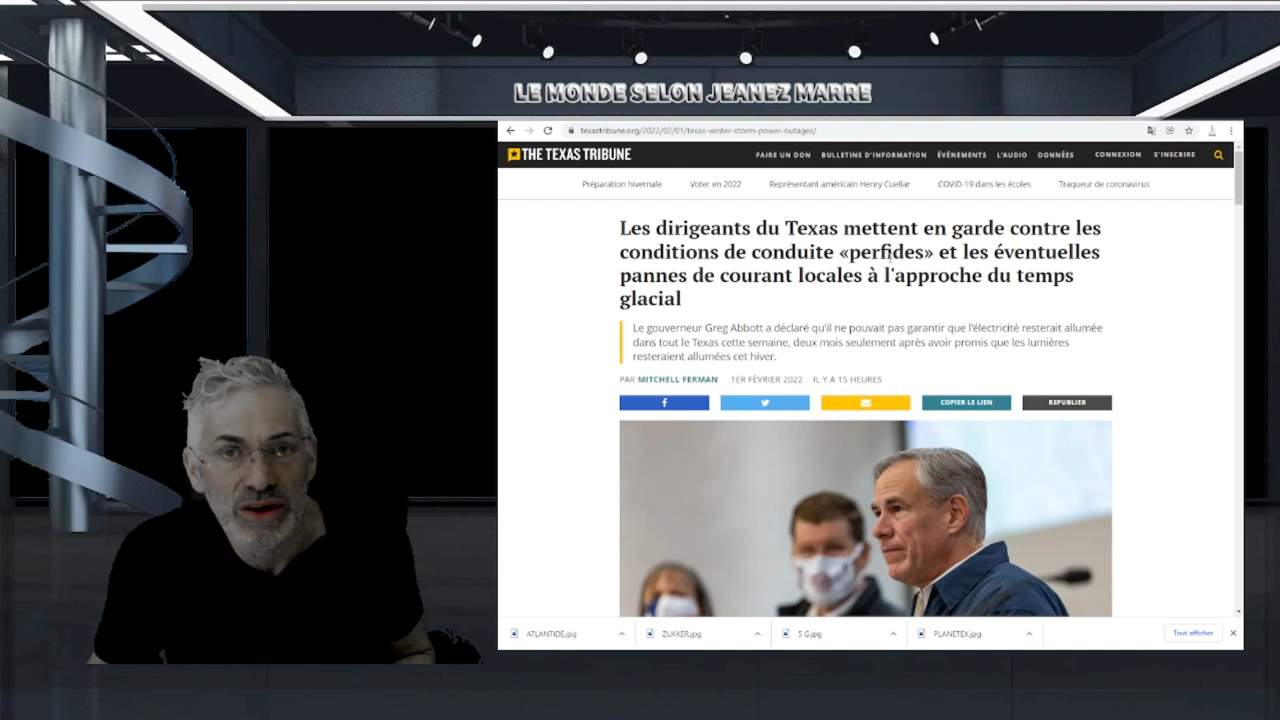 LE MONDE SELON JEANEZ MARRE
texastribune.org/2022/02/01/texas-winter-storm-power-outages/
THE TEXAS TRIBUNE
FAIRE UN DON BULLETINS D'INFORMATION ÉVÉNEMENTS L'AUDIO DONNÉES CONNEXION S'INSCRIRE
Préparation hivernale Voter en 2022 Représentant américain Henry Cuellar COVID-19 dans les écoles Traqueur de coronavirus
Les dirigeants du Texas mettent en garde contre les
conditions de conduite «perfides» et les éventuelles
pannes de courant locales à l'approche du temps
glacial
Le gouverneur Greg Abbott a déclaré qu'il ne pouvait pas garantir que l'électricité resterait allumée
dans tout le Texas cette semaine, deux mois seulement après avoir promis que les lumières
resteraient allumées cet hiver.
PAR MITCHELL FERMAN 1ER FÉVRIER 2022 IL Y A 15 HEURES
COPIER LE LIEN REPUBLIER
ATLANTIDE.jpg ZUKKER.jpg 5 G.jpg PLANETEX.jpg Tout afficher